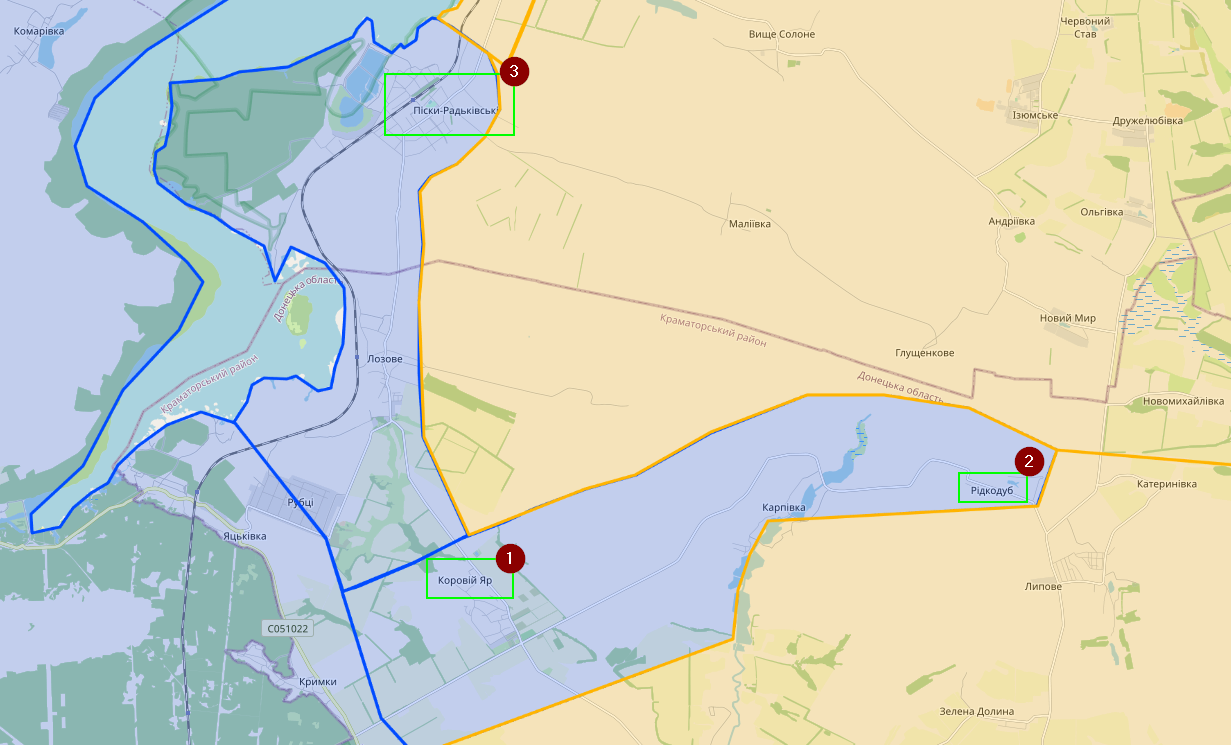 Комарівка
Вище Солоне
Червоний
Став
3
Піски-Радьківськ
Ізюмське
Дружелюбівка
Маліївка
Андріївка
Ольгівка
Донецька област
Краматорський район
Новий Мир
Глущенкове
Лозове
Краматорський район
Донецька область
Новомихайлівка
2
Рідкодуб
Катеринівка
Рубці
Карпівка
Яцьківка
1
Коровій Яр
Липове
С051022
Кримки
Зелена Долина